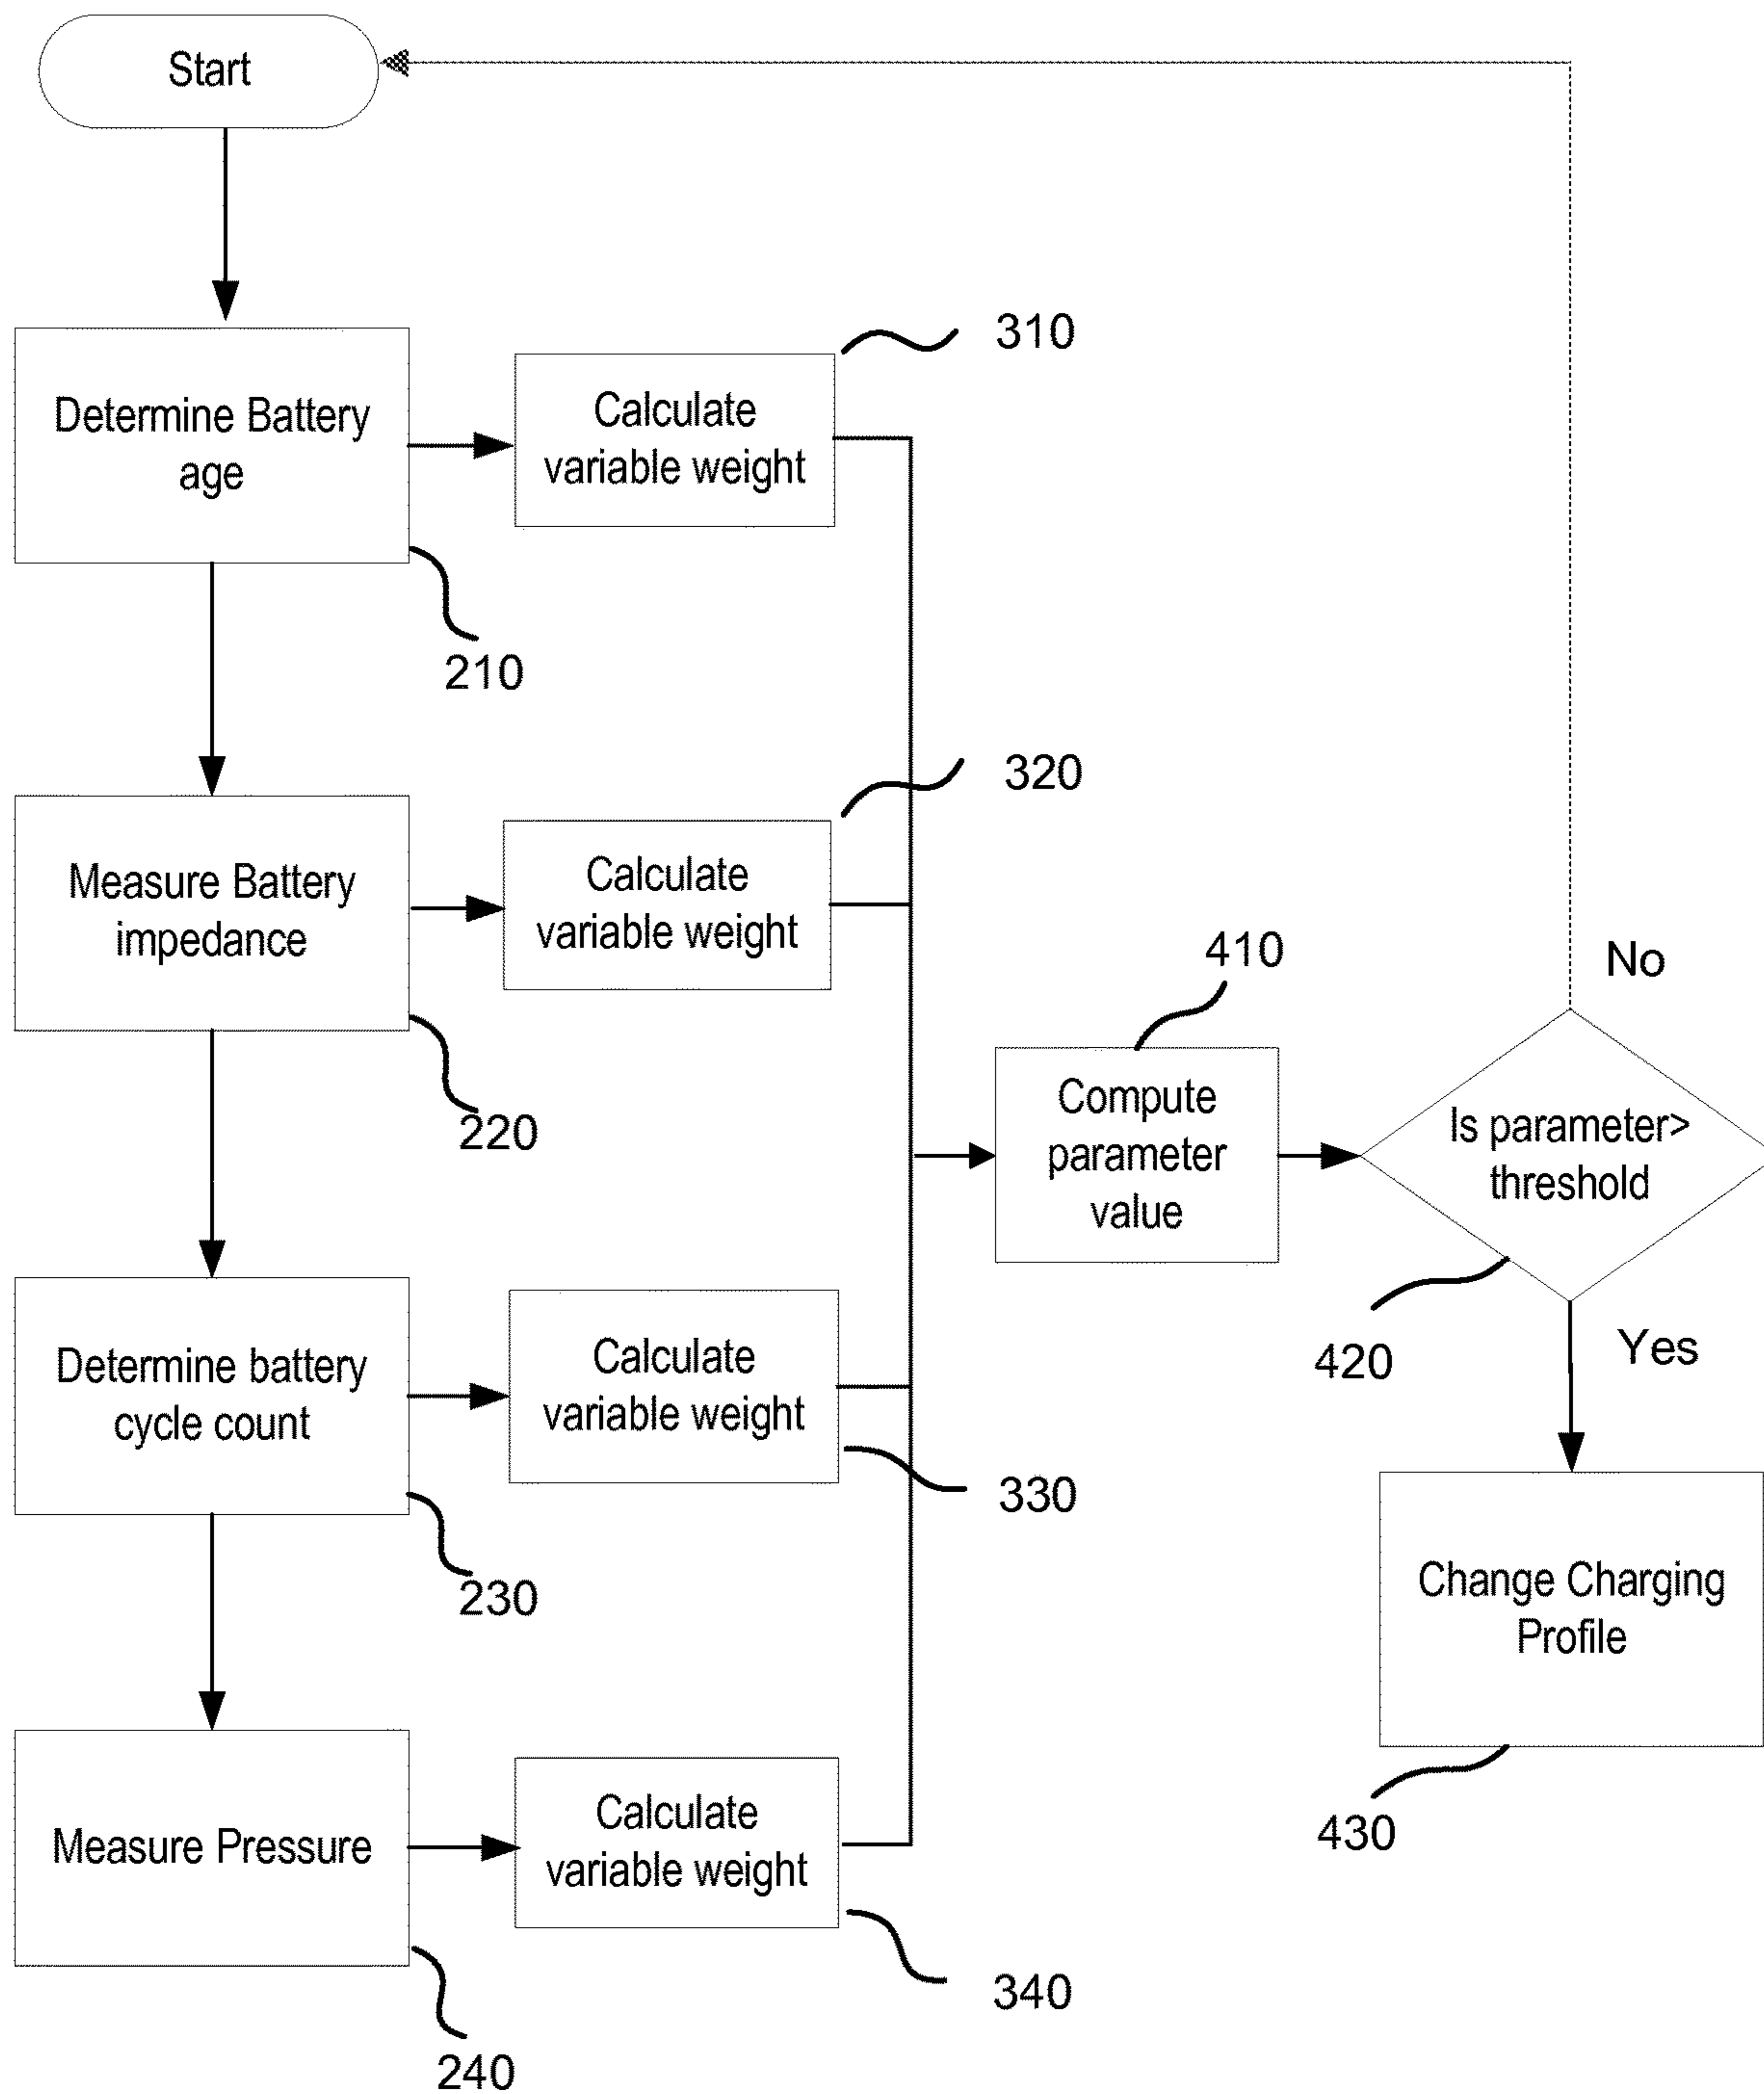 Start
310
Determine Battery
age
Calculate
variable weight
210
320
Measure Battery
impedance
Calculate
variable weight
220
410
No
Compute
parameter
value
Is parameter>
threshold
420
Yes
Determine battery
cycle count
Calculate
variable weight
330
230
Change Charging
Profile
430
Measure Pressure
Calculate
variable weight
340
240